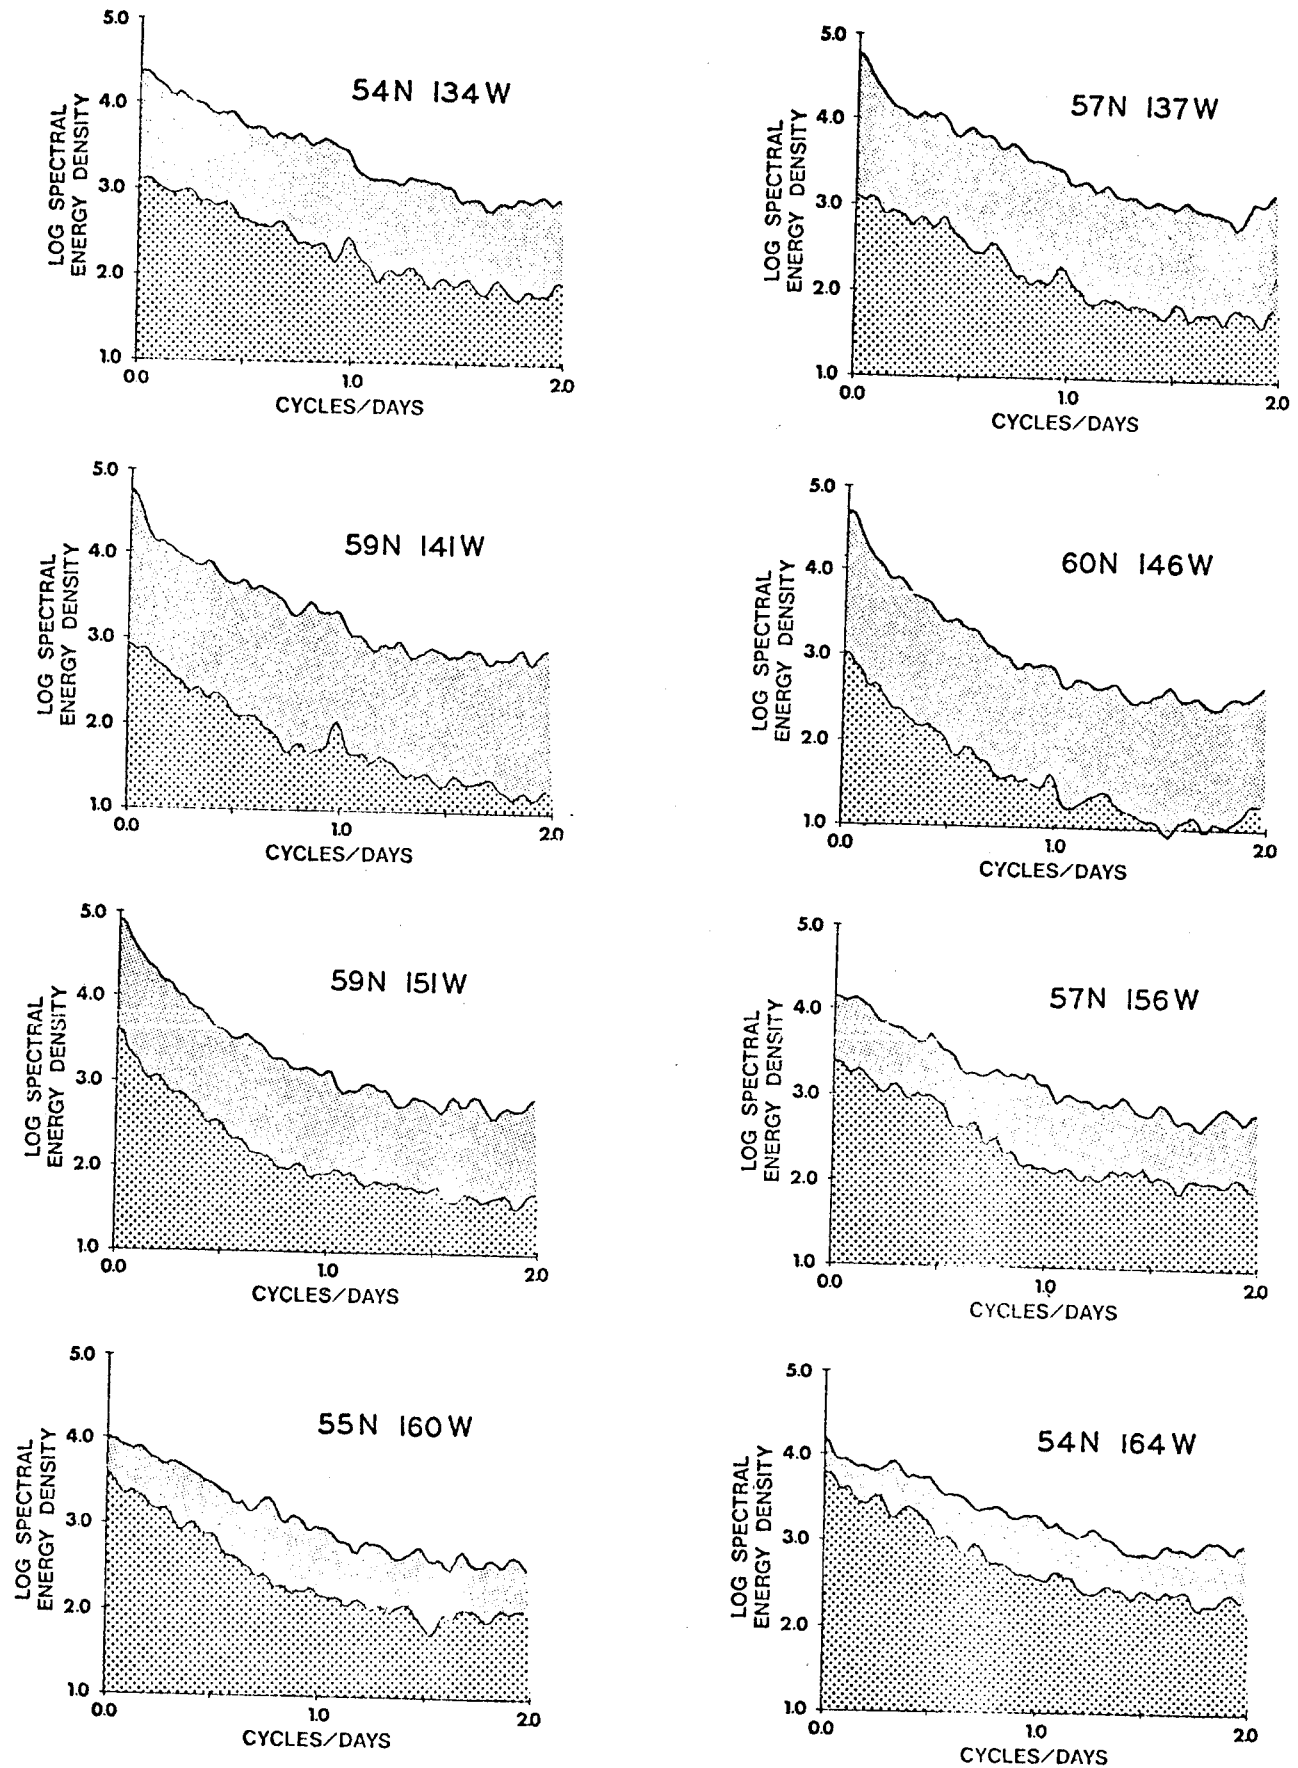 54N 134W
5.0
4.0
3.0
2.0
1.0
LOG SPECTRAL
ENERGY DENSITY
0.0 1.0 2.0
CYCLES/DAYS
57N 137W
5.0
4.0
3.0
2.0
1.0
LOG SPECTRAL
ENERGY DENSITY
0.0 1.0 2.0
CYCLES/DAYS
59N 141W
5.0
4.0
3.0
2.0
1.0
LOG SPECTRAL
ENERGY DENSITY
0.0 1.0 2.0
CYCLES/DAYS
60N 146W
5.0
4.0
3.0
2.0
1.0
LOG SPECTRAL
ENERGY DENSITY
0.0 1.0 2.0
CYCLES/DAYS
59N 151W
5.0
4.0
3.0
2.0
1.0
LOG SPECTRAL
ENERGY DENSITY
0.0 1.0 2.0
CYCLES/DAYS
57N 156W
5.0
4.0
3.0
2.0
1.0
LOG SPECTRAL
ENERGY DENSITY
0.0 1.0 2.0
CYCLES/DAYS
55N 160W
5.0
4.0
3.0
2.0
1.0
LOG SPECTRAL
ENERGY DENSITY
0.0 1.0 2.0
CYCLES/DAYS
54N 164W
5.0
4.0
3.0
2.0
1.0
LOG SPECTRAL
ENERGY DENSITY
0.0 1.0 2.0
CYCLES/DAYS